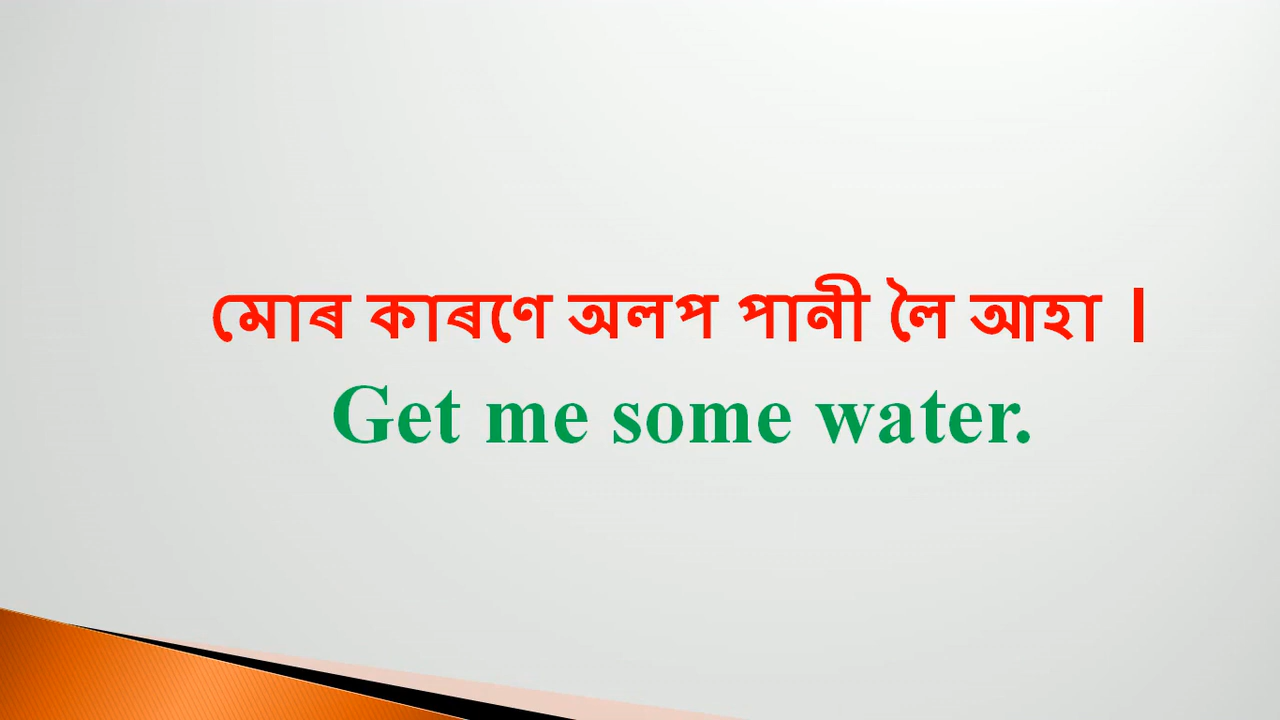 মোৰ কাৰণে অলপ পানী লৈ আহা ।
Get me some water.